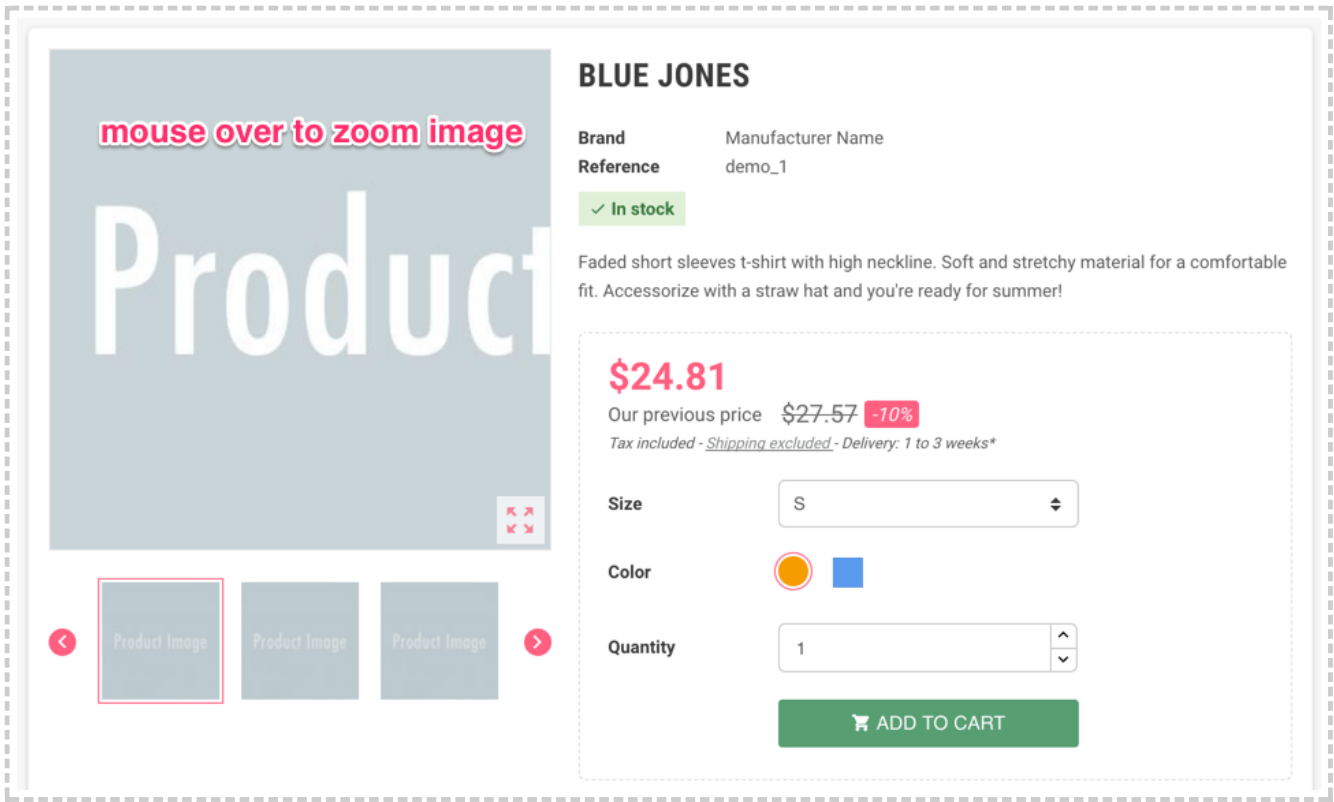 mouse over to zoom image
Product
Product Image
Product Image
Product Image
BLUE JONES
Brand Manufacturer Name
Reference demo_1
In stock
Faded short sleeves t-shirt with high neckline. Soft and stretchy material for a comfortable
fit. Accessorize with a straw hat and you're ready for summer!
$24.81
Our previous price $27.57 -10%
Tax included - Shipping excluded - Delivery: 1 to 3 weeks*
Size S
Color
Quantity 1
ADD TO CART